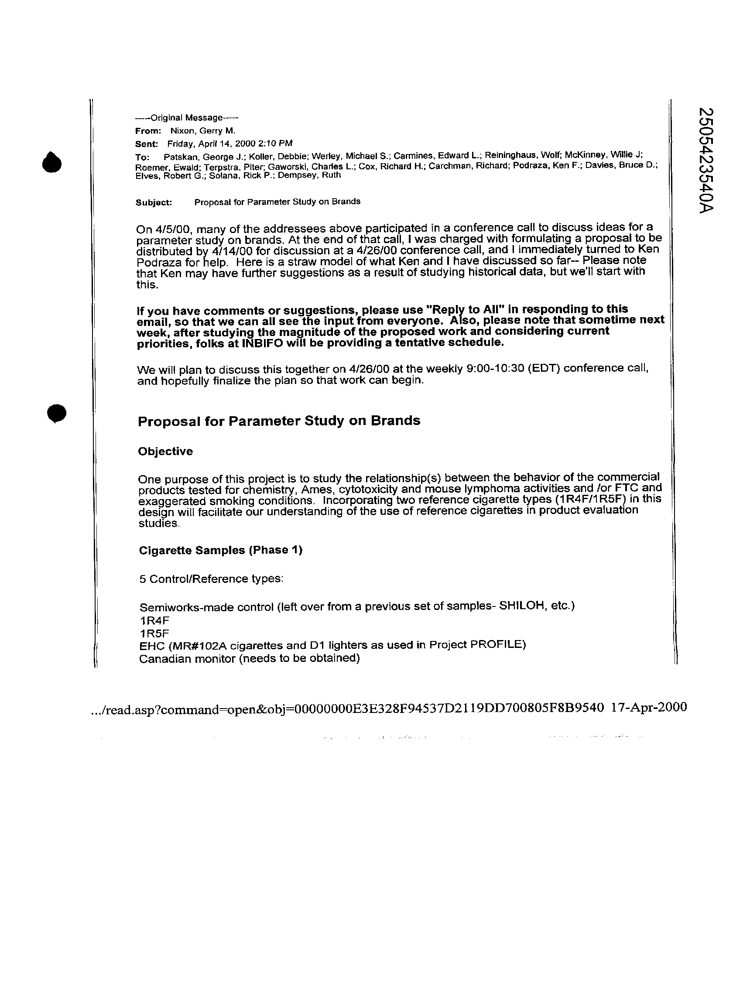 -----Original Message-----
From: Nixon, Gerry M.
Sent: Friday, April 14, 2000 2:10 PM
To: Patskan, George J.; Koller, Debbie; Werley, Michael S.; Carmines, Edward L.; Reininghaus, Wolf; McKinney, Willie J;
Roemer, Ewald; Terpstra, Piter; Gaworski, Charles L.; Cox, Richard H.; Carchman, Richard; Podraza, Ken F.; Davies, Bruce D.;
Elves, Robert G.; Solana, Rick P.; Dempsey, Ruth
Subject: Proposal for Parameter Study on Brands
On 4/5/00, many of the addressees above participated in a conference call to discuss ideas for a
parameter study on brands. At the end of that call, I was charged with formulating a proposal to be
distributed by 4/14/00 for discussion at a 4/26/00 conference call, and I immediately turned to Ken
Podraza for help. Here is a straw model of what Ken and I have discussed so far-- Please note
that Ken may have further suggestions as a result of studying historical data, but we'll start with
this.
If you have comments or suggestions, please use "Reply to All" in responding to this
email, so that we can all see the input from everyone. Also, please note that sometime next
week, after studying the magnitude of the proposed work and considering current
priorities, folks at INBIFO will be providing a tentative schedule.
We will plan to discuss this together on 4/26/00 at the weekly 9:00-10:30 (EDT) conference call,
and hopefully finalize the plan so that work can begin.
Proposal for Parameter Study on Brands
Objective
One purpose of this project is to study the relationship(s) between the behavior of the commercial
products tested for chemistry, Ames, cytotoxicity and mouse lymphoma activities and /or FTC and
exaggerated smoking conditions. Incorporating two reference cigarette types (1R4F/1R5F) in this
design will facilitate our understanding of the use of reference cigarettes in product evaluation
studies.
Cigarette Samples (Phase 1)
5 Control/Reference types:
Semiworks-made control (left over from a previous set of samples- SHILOH, etc.)
1R4F
1R5F
EHC (MR#102A cigarettes and D1 lighters as used in Project PROFILE)
Canadian monitor (needs to be obtained)
.../read.asp?command=open&obj=00000000E3E328F94537D2119DD700805F8B9540 17-Apr-2000
2505423540A